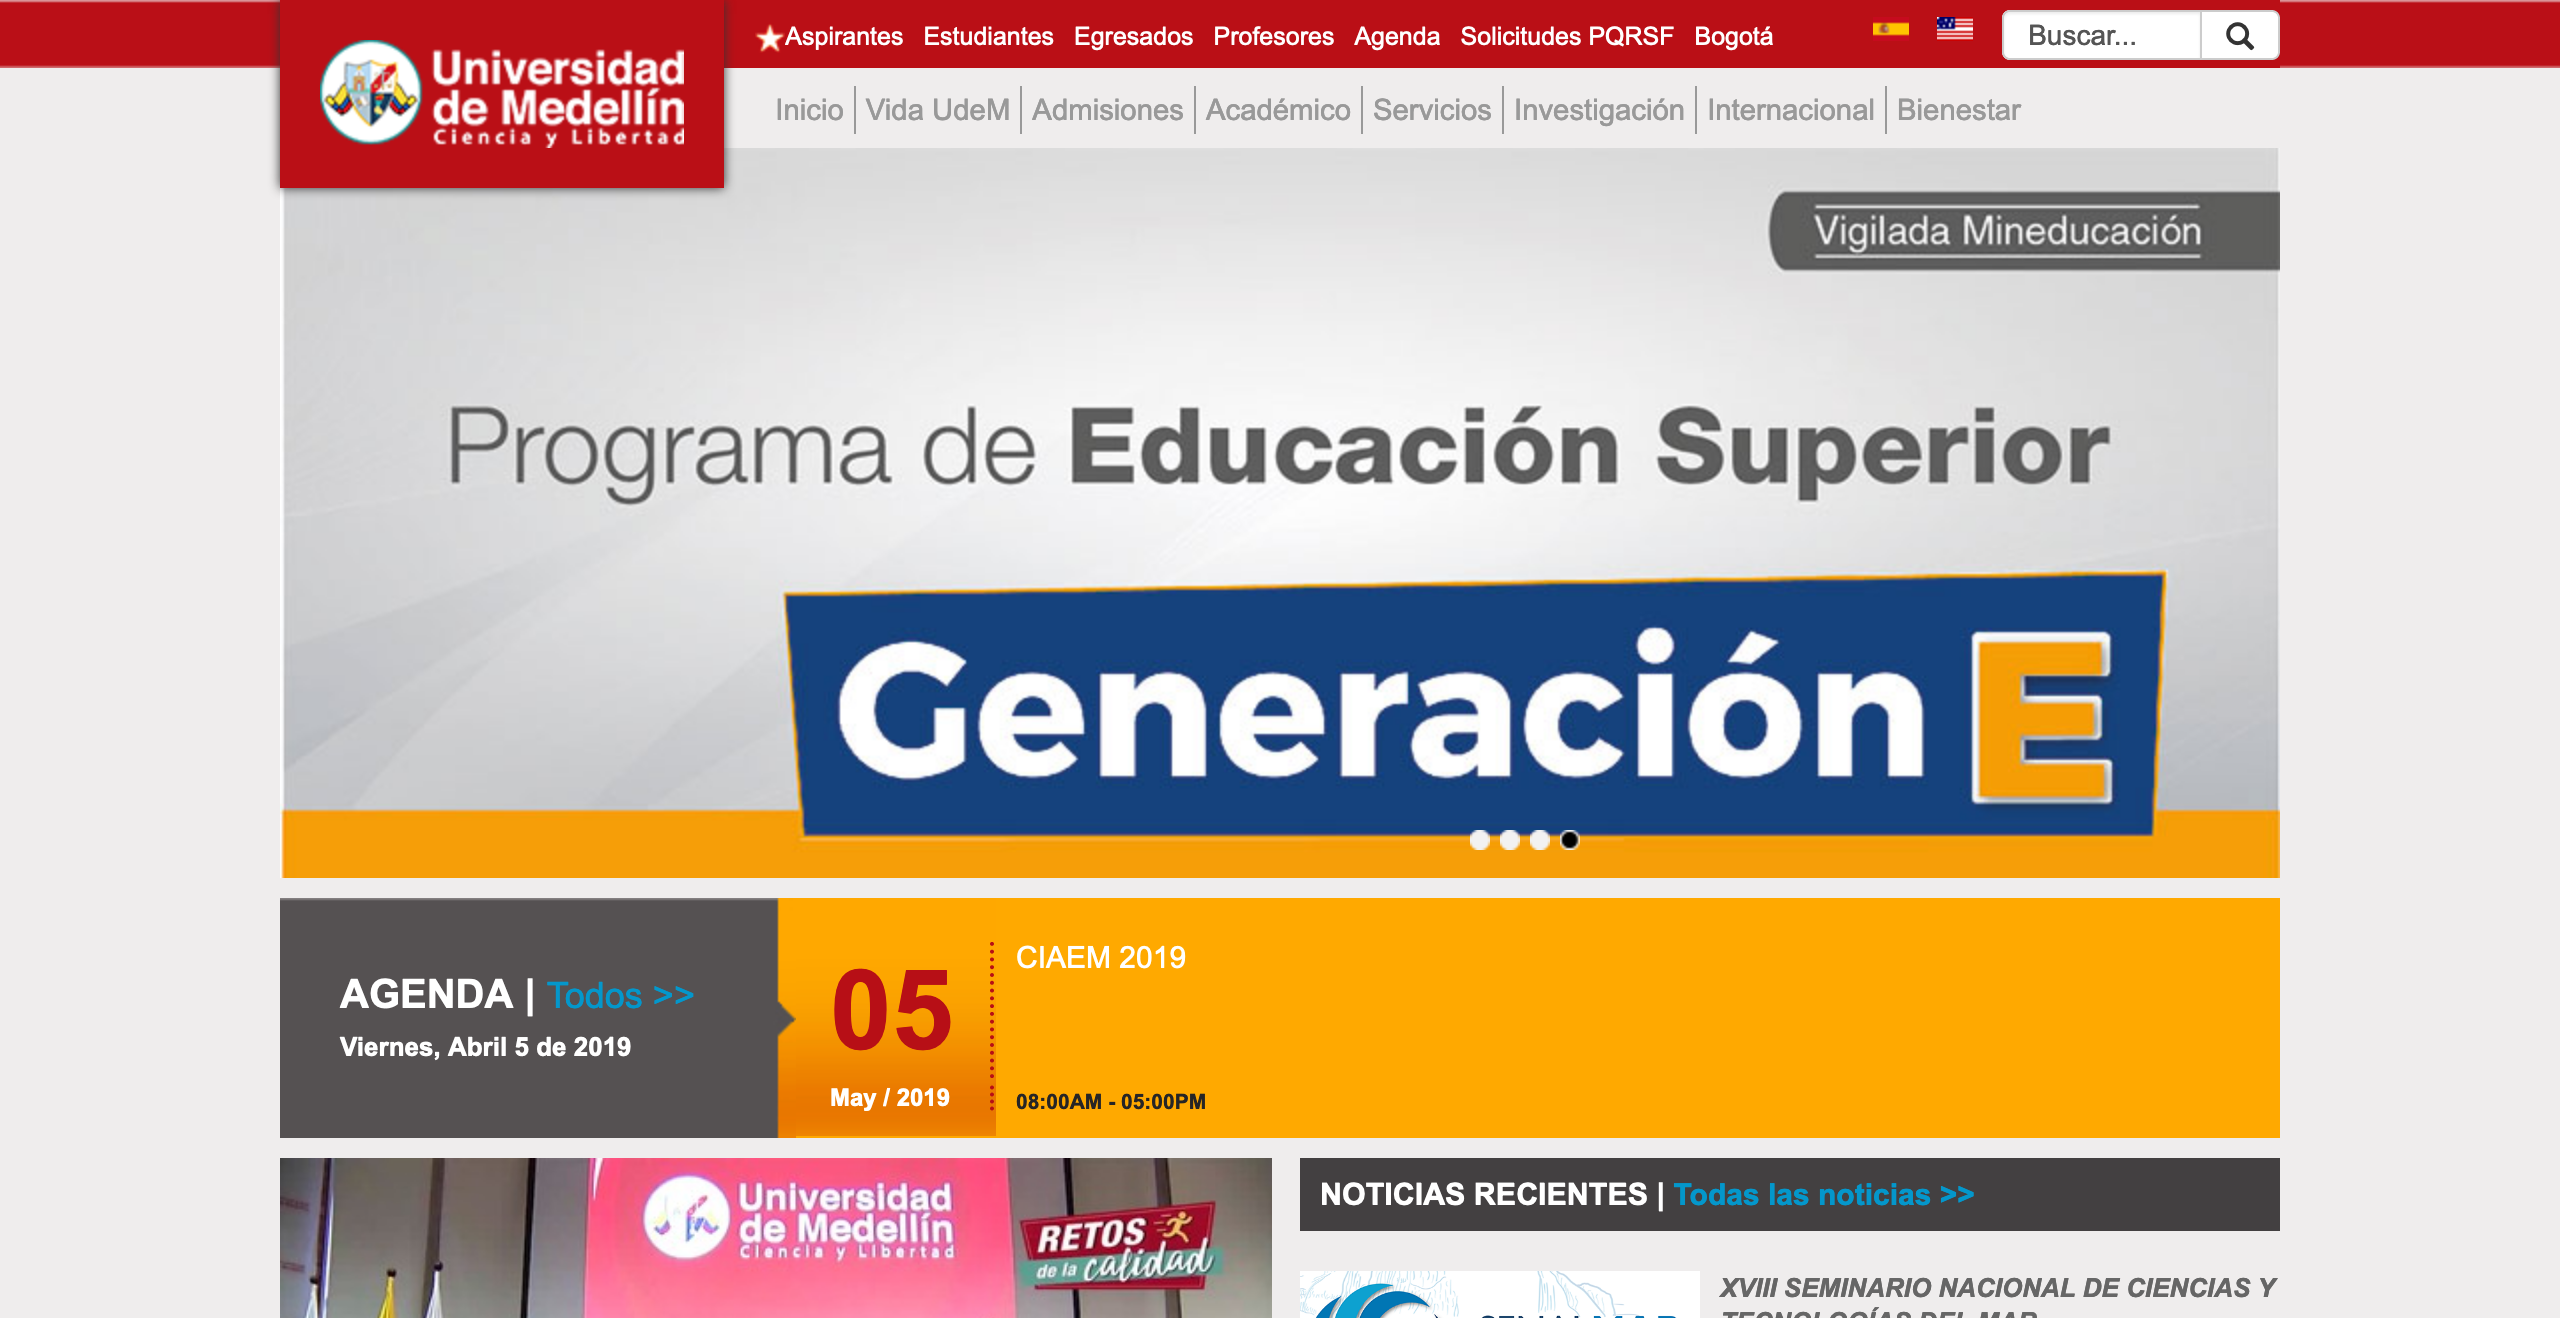 Universidad
de Medellín
Ciencia y Libertad
Aspirantes Estudiantes Egresados Profesores Agenda Solicitudes PQRSF Bogotá
Buscar...
Inicio Vida UdeM Admisiones Académico Servicios Investigación Internacional Bienestar
Vigilada Mineducación
Programa de Educación Superior
Generación E
AGENDA | Todos >>
Viernes, Abril 5 de 2019
05
May / 2019
CIAEM 2019
08:00AM - 05:00PM
Universidad
de Medellín
Ciencia y Libertad
RETOS
de la calidad
NOTICIAS RECIENTES | Todas las noticias >>
XVIII SEMINARIO NACIONAL DE CIENCIAS Y
TECNOLOGÍAS DEL MAR